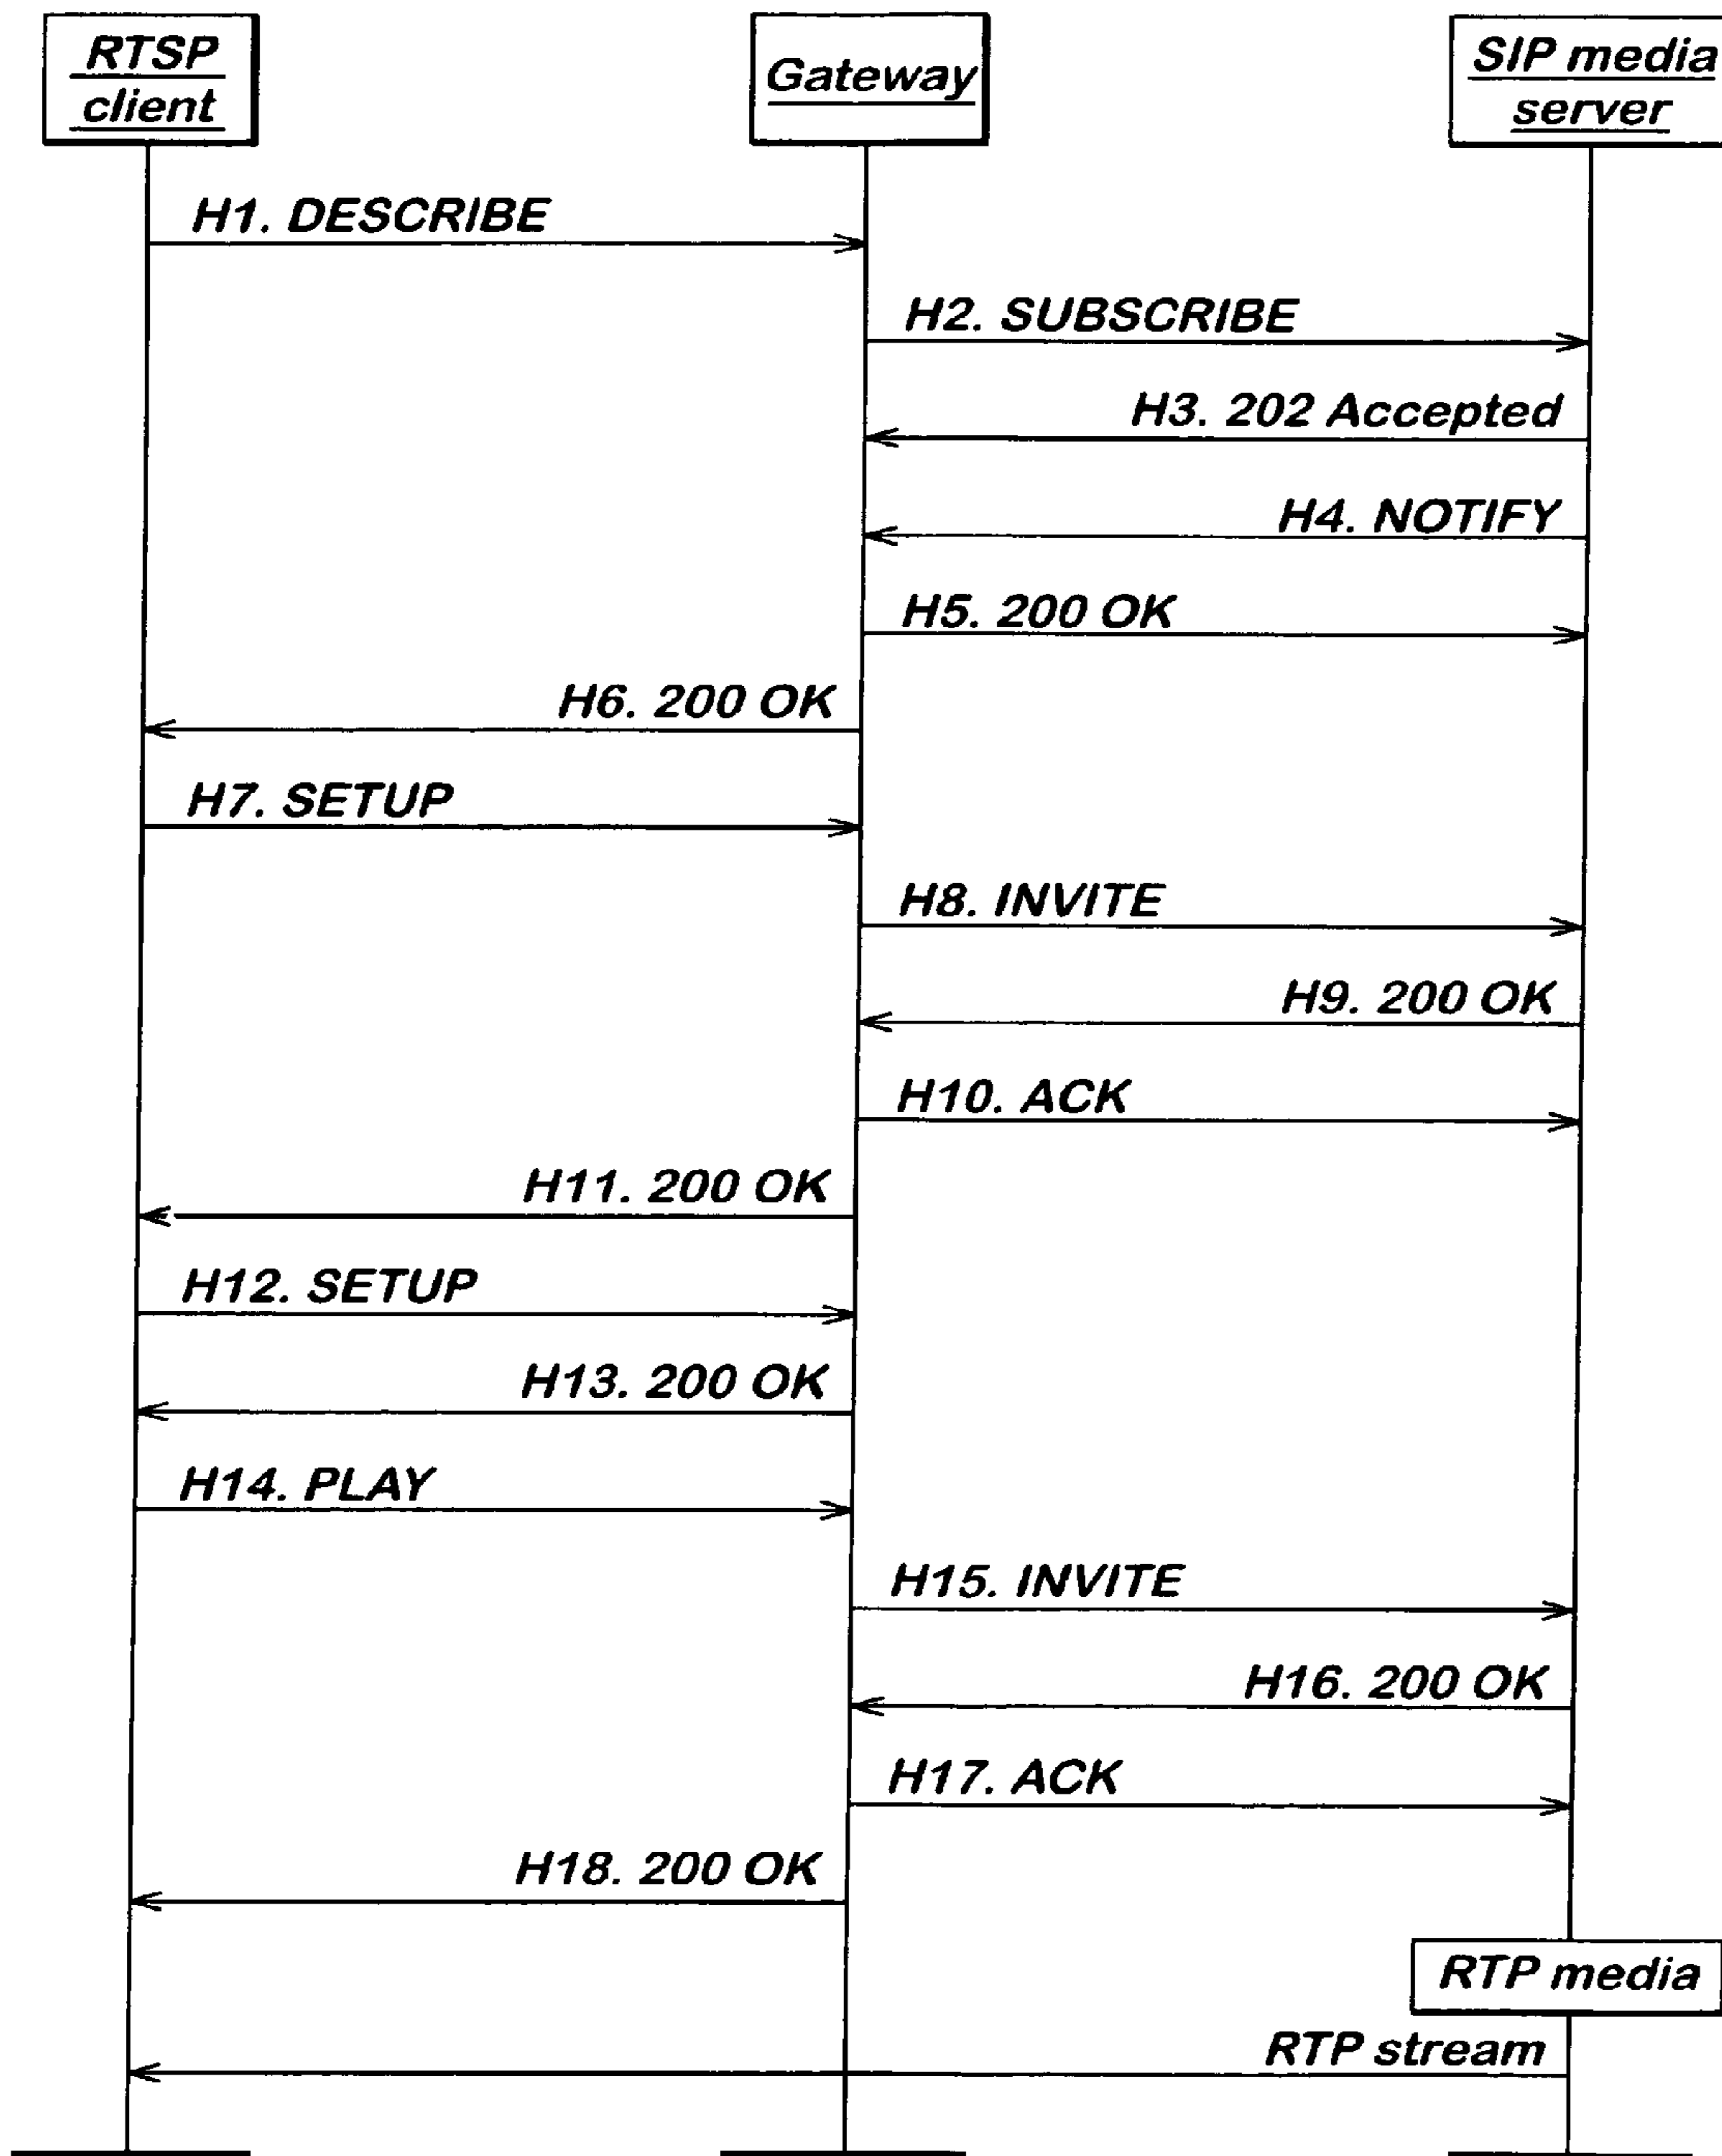 RTSP
client
Gateway
SIP media
server
H1. DESCRIBE
H2. SUBSCRIBE
H3. 202 Accepted
H4. NOTIFY
H5. 200 OK
H6. 200 OK
H7. SETUP
H8. INVITE
H9. 200 OK
H10. ACK
H11. 200 OK
H12. SETUP
H13. 200 OK
H14. PLAY
H15. INVITE
H16. 200 OK
H17. ACK
H18. 200 OK
RTP media
RTP stream